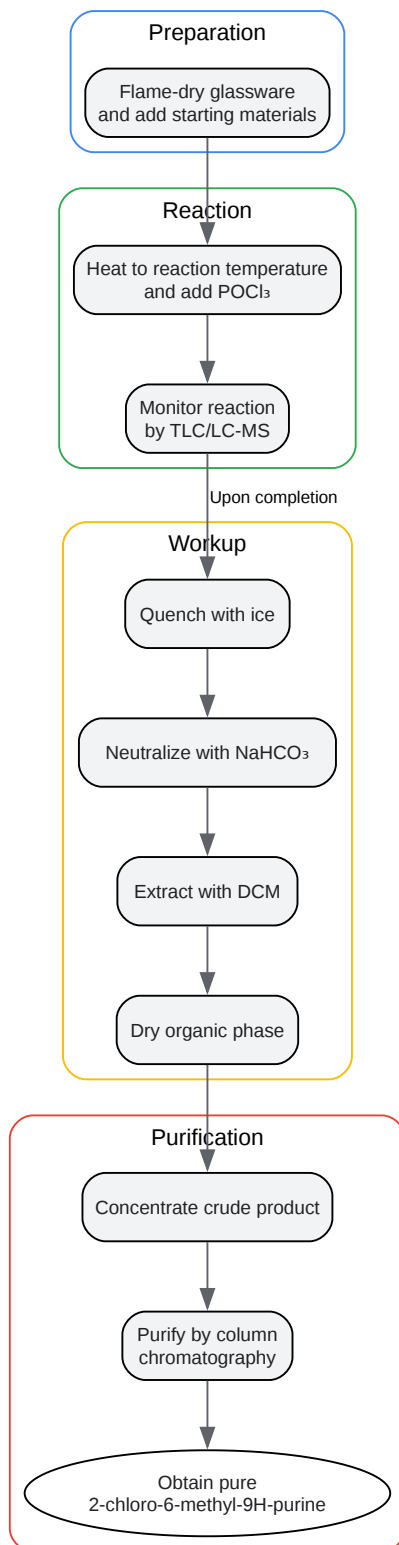 Preparation
Flame-dry glassware
and add starting materials
Reaction
Heat to reaction temperature
and add POCl₃
Monitor reaction
by TLC/LC-MS
Upon completion
Workup
Quench with ice
Neutralize with NaHCO₃
Extract with DCM
Dry organic phase
Purification
Concentrate crude product
Purify by column
chromatography
Obtain pure
2-chloro-6-methyl-9H-purine